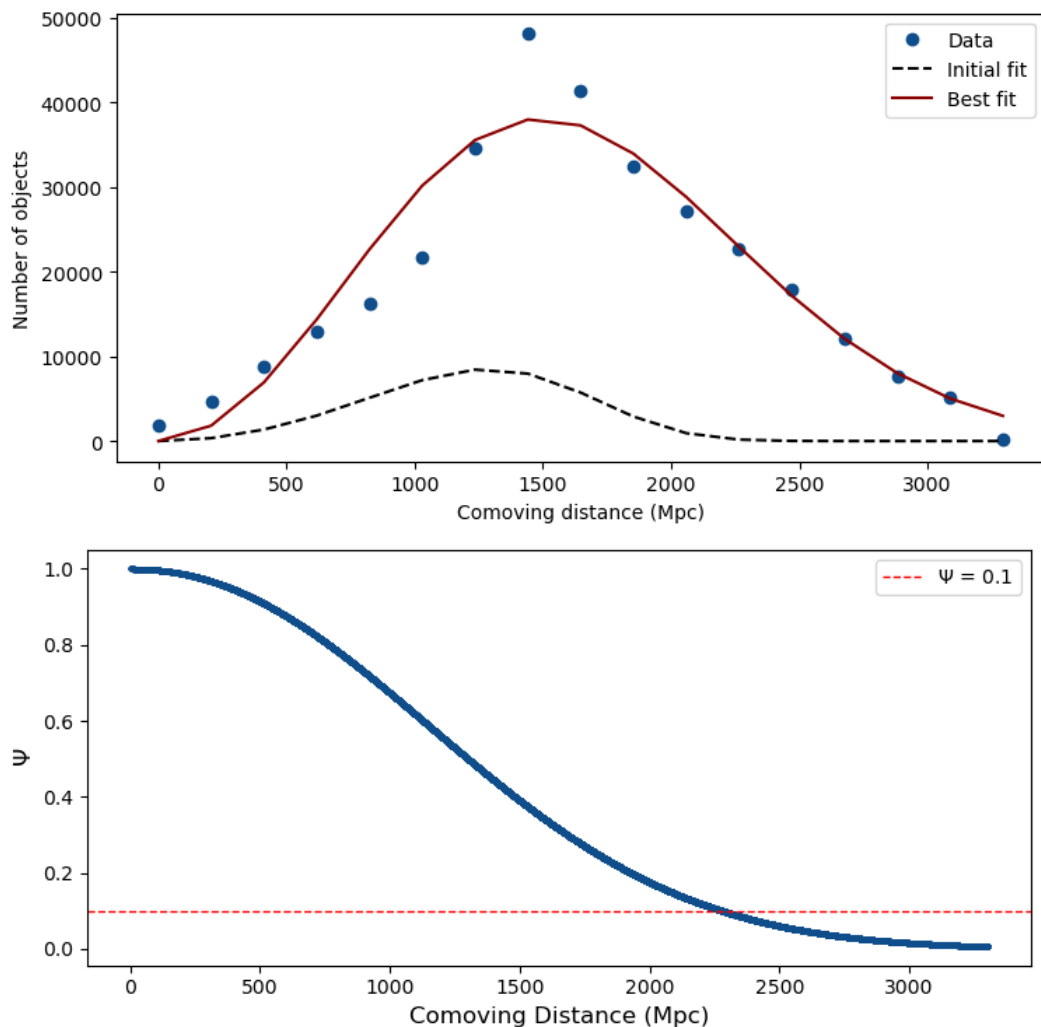 50000
40000
30000
20000
10000
0
Number of objects
Data
Initial fit
Best fit
0 500 1000 1500 2000 2500 3000
Comoving distance (Mpc)
1.0
0.8
0.6
0.4
0.2
0.0
Ψ
Ψ = 0.1
0 500 1000 1500 2000 2500 3000
Comoving Distance (Mpc)